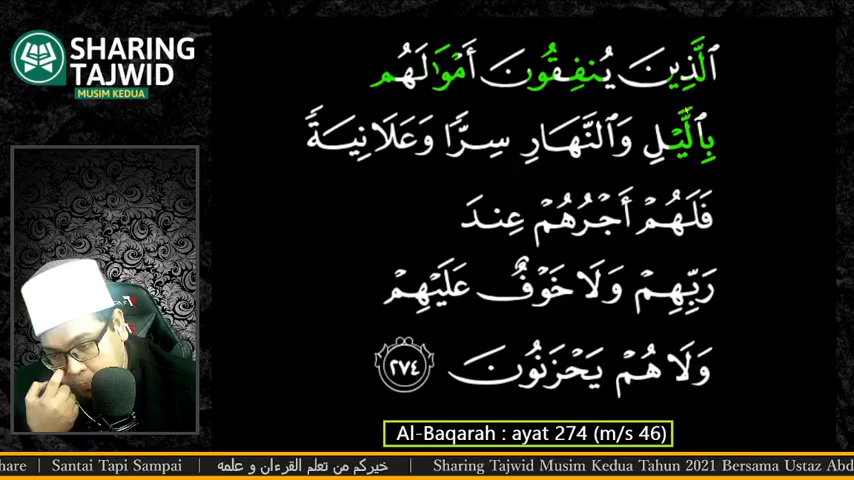 SHARING
TAJWID
MUSIM KEDUA
ٱلَّذِينَ يُنفِقُونَ أَمْوَٰلَهُم
بِٱلَّيْلِ وَٱلنَّهَارِ سِرًّا وَعَلَانِيَةً
فَلَهُمْ أَجْرُهُمْ عِندَ
رَبِّهِمْ وَلَا خَوْفٌ عَلَيْهِمْ
وَلَا هُمْ يَحْزَنُونَ ٢٧٤
Al-Baqarah : ayat 274 (m/s 46)
hare | Santai Tapi Sampai | خيركم من تعلم القرءان و علمه | Sharing Tajwid Musim Kedua Tahun 2021 Bersama Ustaz Abd